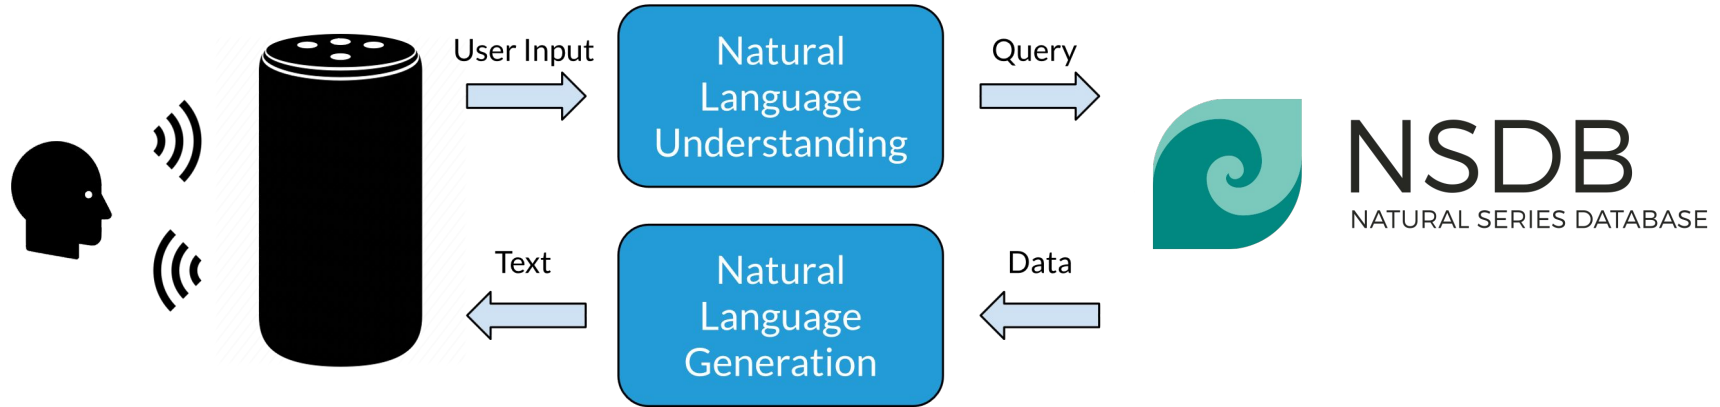 User Input
Natural
Language
Understanding
Query
NSDB
NATURAL SERIES DATABASE
Text
Natural
Language
Generation
Data